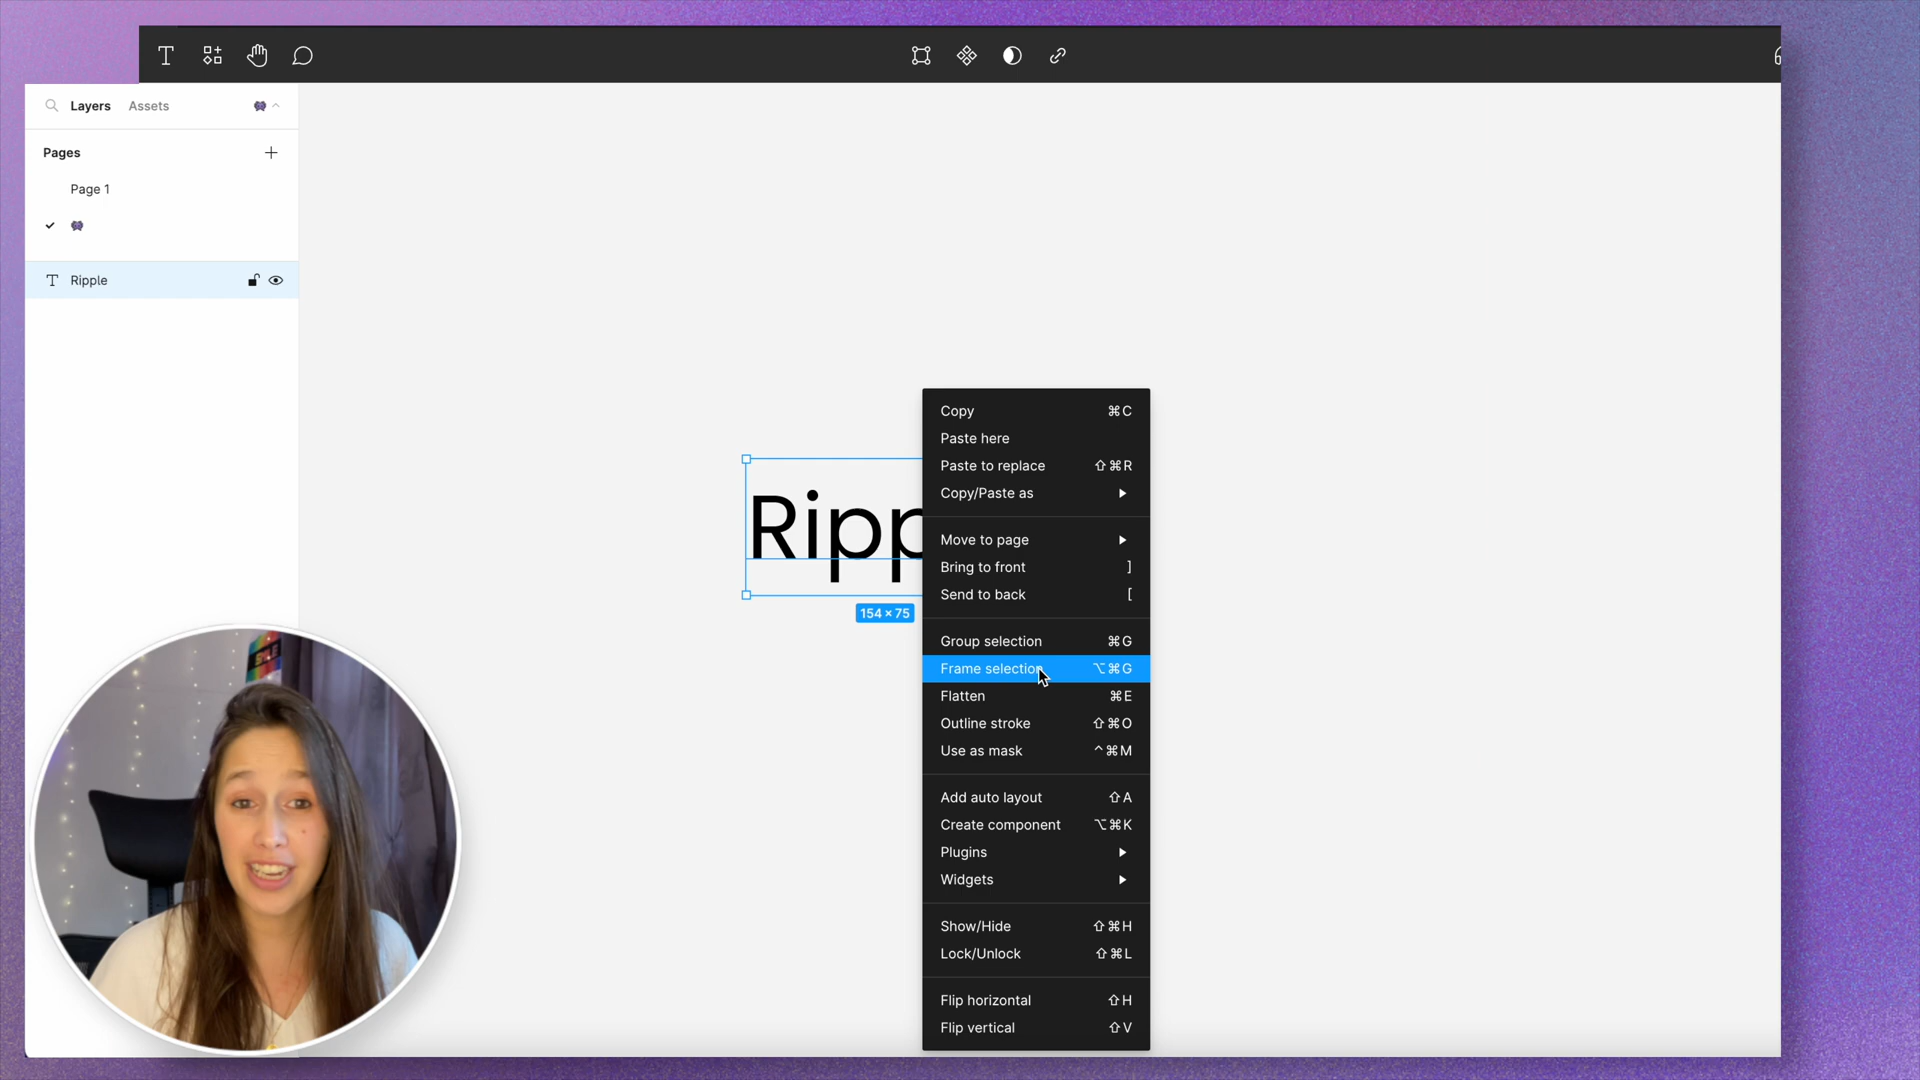 Layers Assets
Pages
Page 1
Ripple
Ripp
154 × 75
Copy ⌘C
Paste here
Paste to replace ⇧⌘R
Copy/Paste as
Move to page
Bring to front ]
Send to back [
Group selection ⌘G
Frame selection ⌥⌘G
Flatten ⌘E
Outline stroke ⇧⌘O
Use as mask ^⌘M
Add auto layout ⇧A
Create component ⌥⌘K
Plugins
Widgets
Show/Hide ⇧⌘H
Lock/Unlock ⇧⌘L
Flip horizontal ⇧H
Flip vertical ⇧V